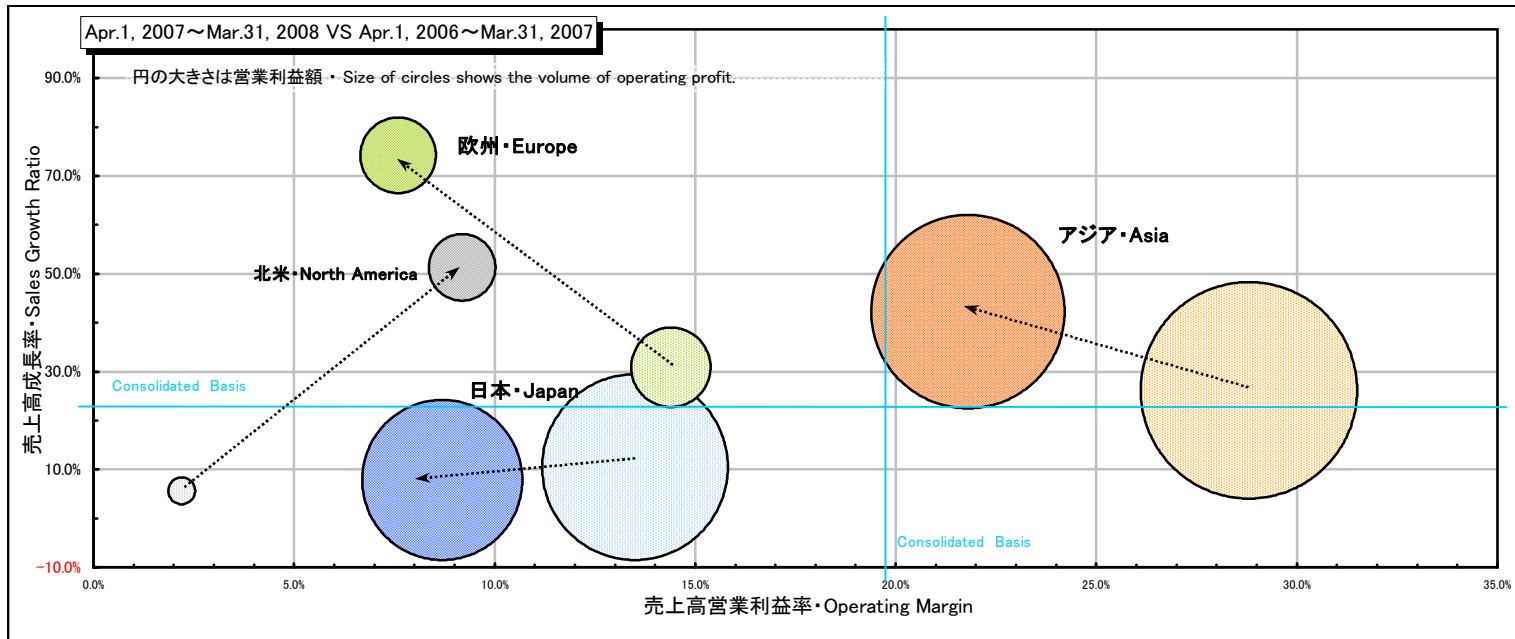 Apr.1, 2007～Mar.31, 2008 VS Apr.1, 2006～Mar.31, 2007
円の大きさは営業利益額・Size of circles shows the volume of operating profit.
90.0%
70.0%
50.0%
30.0%
10.0%
-10.0%
売上高成長率・Sales Growth Ratio
欧州・Europe
アジア・Asia
北米・North America
Consolidated Basis
日本・Japan
Consolidated Basis
0.0% 5.0% 10.0% 15.0% 20.0% 25.0% 30.0% 35.0%
売上高営業利益率・Operating Margin